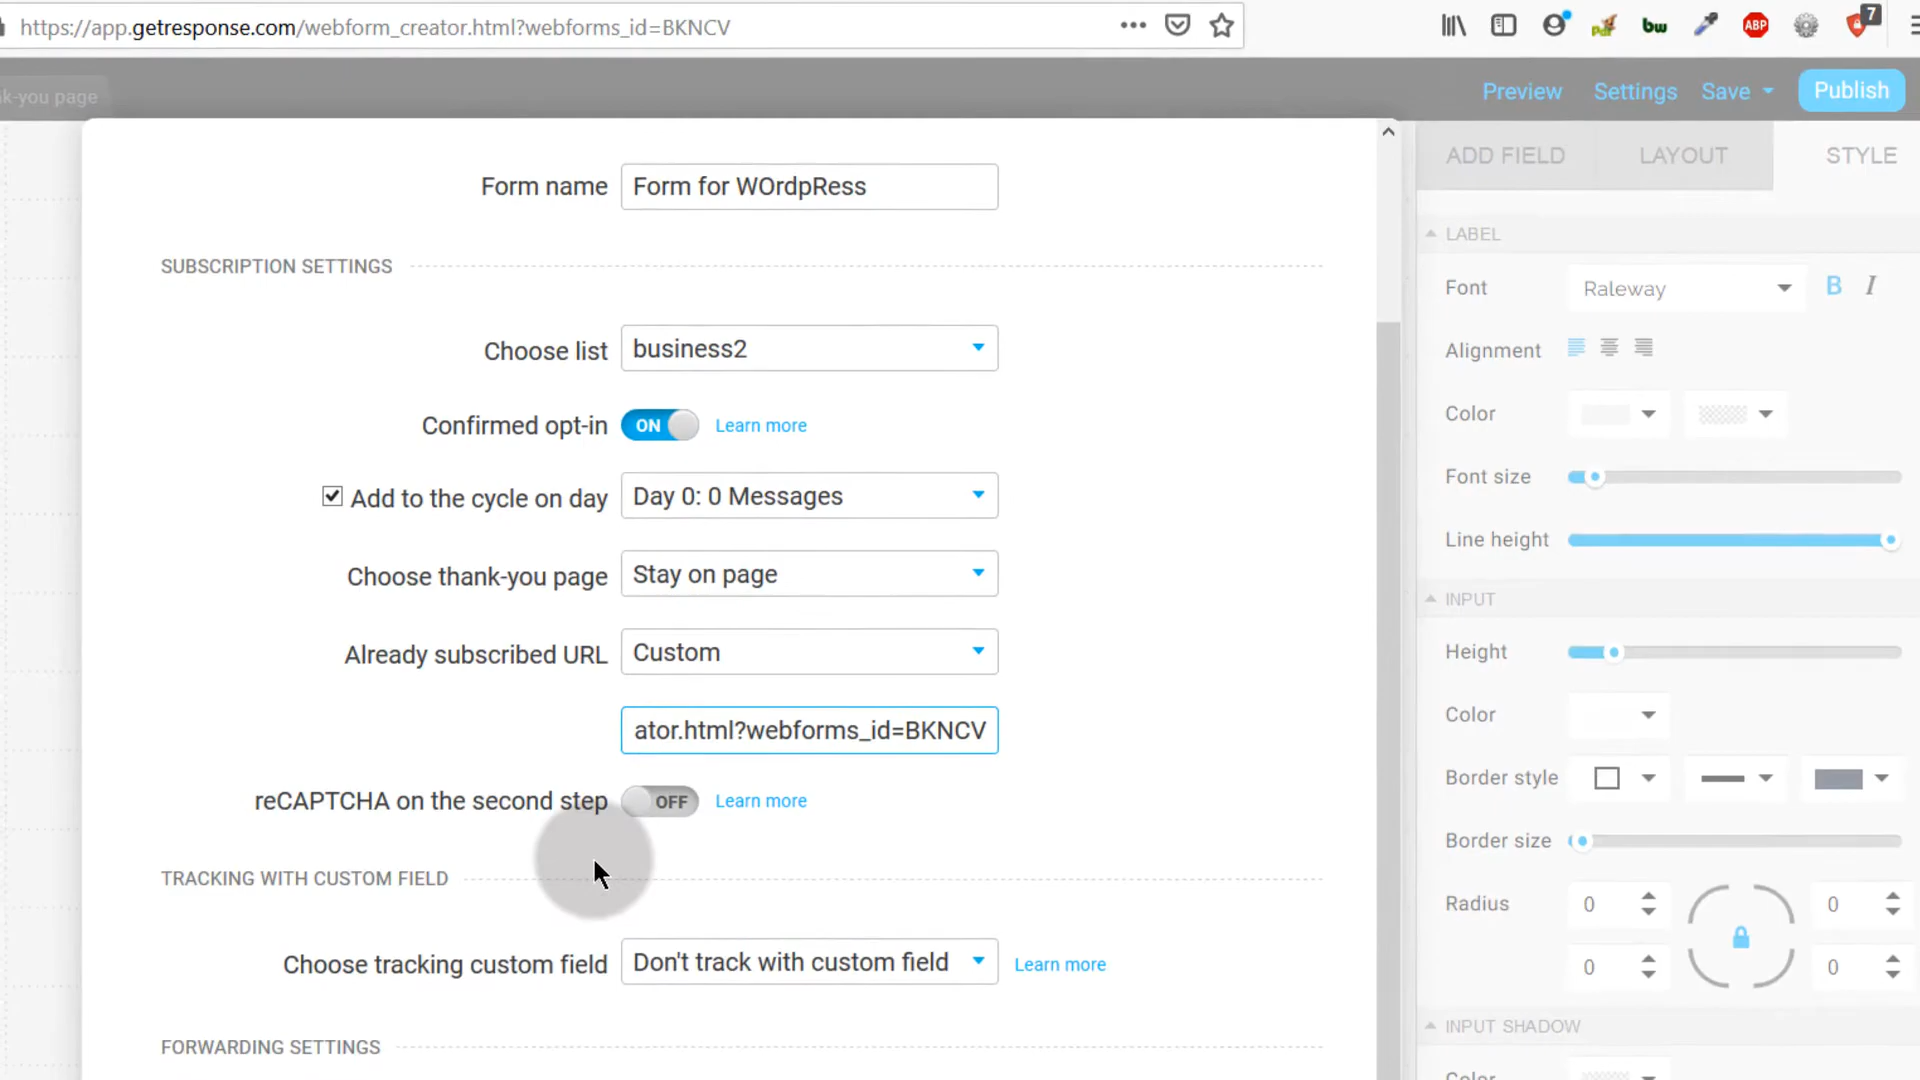 https://app.getresponse.com/webform_creator.html?webforms_id=BKNCV
pdf
bw
ABP
7
k-you page
Preview
Settings
Save
Publish
ADD FIELD
LAYOUT
STYLE
Form name
Form for WOrdpRess
SUBSCRIPTION SETTINGS
Choose list
business2
Confirmed opt-in
ON
Learn more
Add to the cycle on day
Day 0: 0 Messages
Choose thank-you page
Stay on page
Already subscribed URL
Custom
ator.html?webforms_id=BKNCV
reCAPTCHA on the second step
OFF
Learn more
TRACKING WITH CUSTOM FIELD
Choose tracking custom field
Don't track with custom field
Learn more
FORWARDING SETTINGS
LABEL
Font
Raleway
B
I
Alignment
Color
Font size
Line height
INPUT
Height
Color
Border style
Border size
Radius
0
0
0
0
INPUT SHADOW
Color